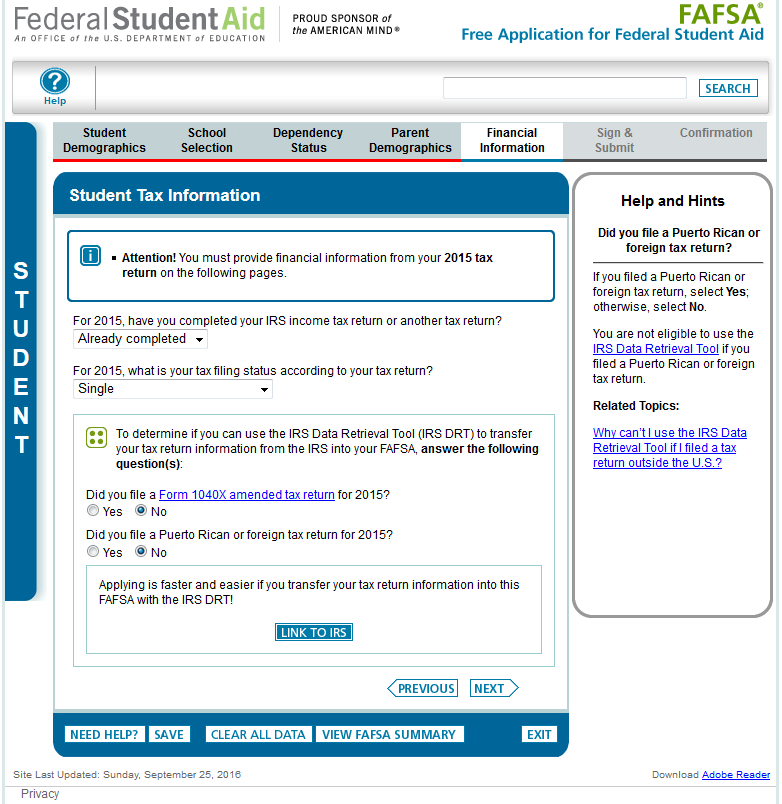 Federal Student Aid
An OFFICE of the U.S. DEPARTMENT of EDUCATION
PROUD SPONSOR of
the AMERICAN MIND®
FAFSA®
Free Application for Federal Student Aid
?
Help
SEARCH
Student Demographics
School Selection
Dependency Status
Parent Demographics
Financial Information
Sign & Submit
Confirmation
STUDENT
Student Tax Information
i
Attention! You must provide financial information from your 2015 tax
return on the following pages.
For 2015, have you completed your IRS income tax return or another tax return?
Already completed
For 2015, what is your tax filing status according to your tax return?
Single
To determine if you can use the IRS Data Retrieval Tool (IRS DRT) to transfer
your tax return information from the IRS into your FAFSA, answer the following
question(s):
Did you file a Form 1040X amended tax return for 2015?
Yes No
Did you file a Puerto Rican or foreign tax return for 2015?
Yes No
Applying is faster and easier if you transfer your tax return information into this
FAFSA with the IRS DRT!
LINK TO IRS
PREVIOUS NEXT
NEED HELP? SAVE CLEAR ALL DATA VIEW FAFSA SUMMARY EXIT
Help and Hints
Did you file a Puerto Rican or
foreign tax return?
If you filed a Puerto Rican or
foreign tax return, select Yes;
otherwise, select No.
You are not eligible to use the
IRS Data Retrieval Tool if you
filed a Puerto Rican or foreign
tax return.
Related Topics:
Why can't I use the IRS Data
Retrieval Tool if I filed a tax
return outside the U.S.?
Site Last Updated: Sunday, September 25, 2016
Download Adobe Reader
Privacy